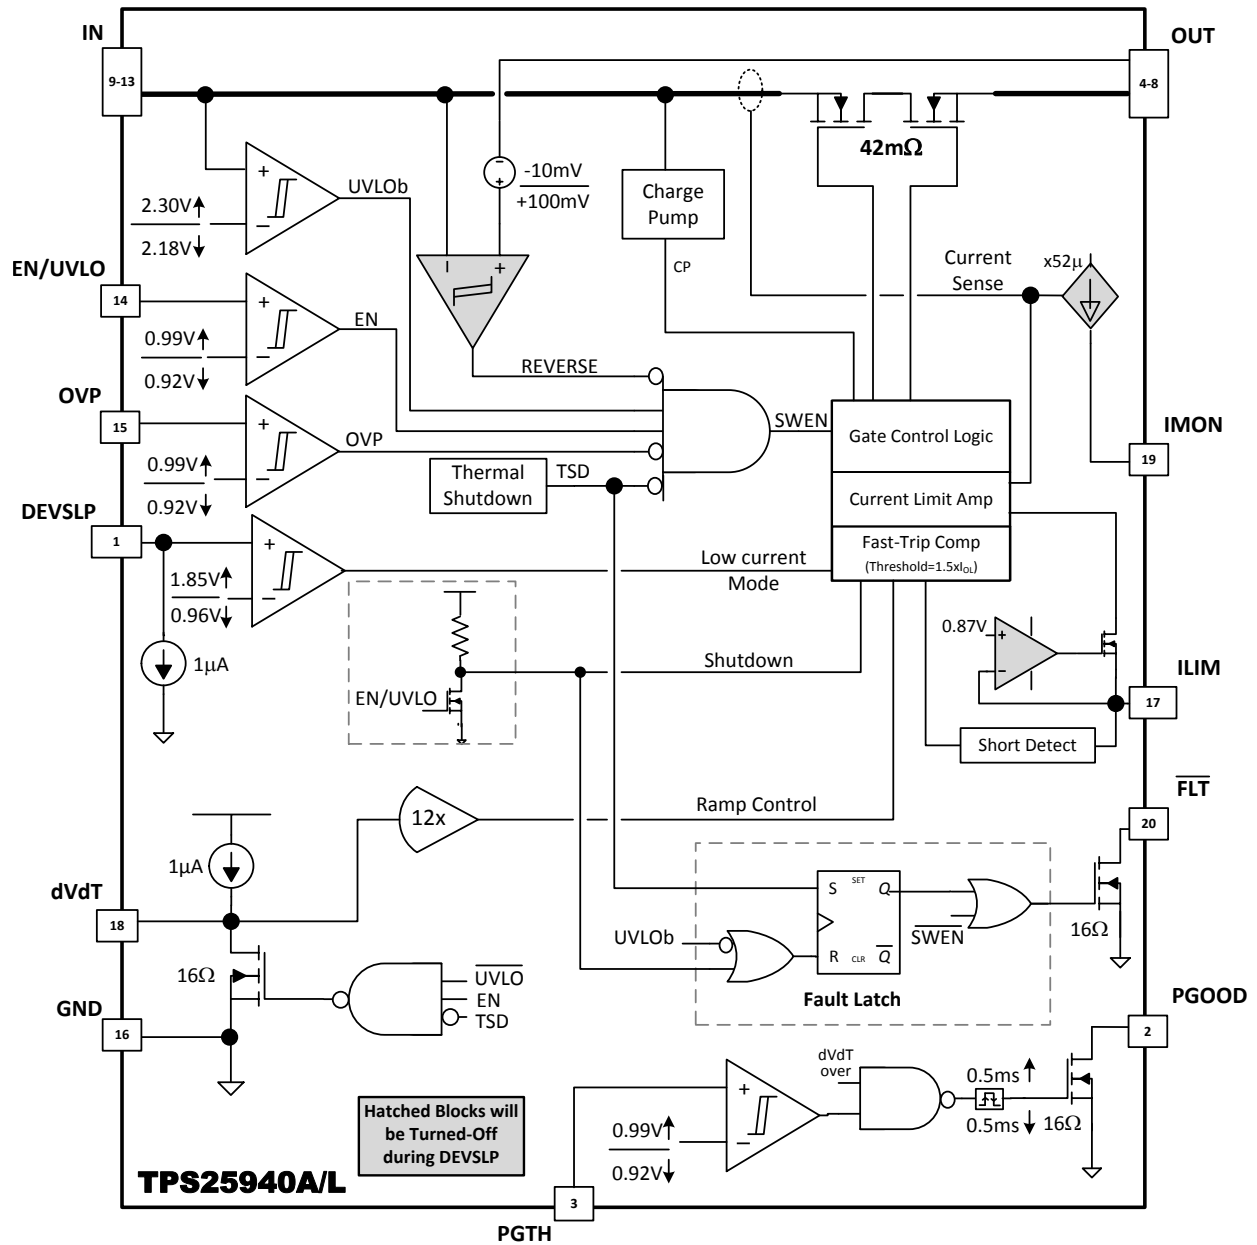 IN
OUT
9-13
4-8
42mΩ
-10mV
+100mV
Charge
Pump
CP
UVLOb
2.30V
2.18V
+
−
−
+
−
+
Current
Sense
x52µ
EN/UVLO
14
EN
0.99V
0.92V
+
−
REVERSE
OVP
15
OVP
0.99V
0.92V
+
−
SWEN
Gate Control Logic
IMON
19
Thermal
Shutdown
TSD
Current Limit Amp
DEVSLP
1
1.85V
0.96V
+
−
Low current
Mode
Fast-Trip Comp
(Threshold=1.5xIOL)
0.87V
+
−
1µA
Shutdown
EN/UVLO
ILIM
17
Short Detect
12x
Ramp Control
FLT
20
1µA
dVdT
18
S
SET
Q
R
CLR
Q
UVLOb
SWEN
16Ω
Fault Latch
16Ω
UVLO
EN
TSD
GND
16
PGOOD
2
dVdT
over
0.5ms
0.5ms
16Ω
+
−
0.99V
0.92V
Hatched Blocks will
be Turned-Off
during DEVSLP
TPS25940A/L
3
PGTH